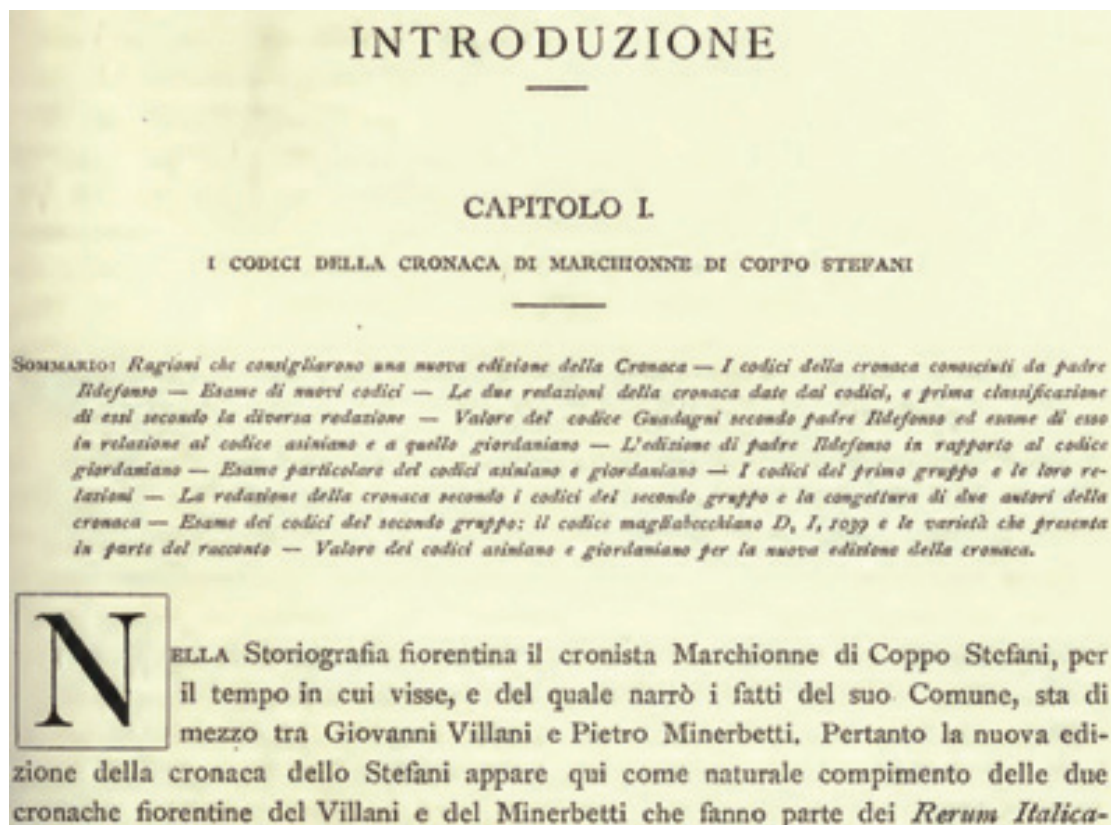 INTRODUZIONE
CAPITOLO I.
I CODICI DELLA CRONACA DI MARCHIONNE DI COPPO STEFANI
SOMMARIO: Ragioni che consigliarono una nuova edizione della Cronaca — I codici della cronaca conosciuti da padre
Ildefonso — Esame di nuovi codici — Le due redazioni della cronaca date dai codici, e prima classificazione
di essi secondo la diversa redazione — Valore del codice Guadagni secondo padre Ildefonso ed esame di esso
in relazione al codice asiniano e a quello giordaniano — L'edizione di padre Ildefonso in rapporto al codice
giordaniano — Esame particolare dei codici asiniano e giordaniano — I codici del primo gruppo e le loro re-
lazioni — La redazione della cronaca secondo i codici del secondo gruppo e la congettura di due autori della
cronaca — Esame dei codici del secondo gruppo: il codice magliabecchiano D, I, 1039 e le varietà che presenta
in parte del racconto — Valore dei codici asiniano e giordaniano per la nuova edizione della cronaca.
NELLA Storiografia fiorentina il cronista Marchionne di Coppo Stefani, per
il tempo in cui visse, e del quale narrò i fatti del suo Comune, sta di
mezzo tra Giovanni Villani e Pietro Minerbetti. Pertanto la nuova edi-
zione della cronaca dello Stefani appare qui come naturale compimento delle due
cronache fiorentine del Villani e del Minerbetti che fanno parte dei Rerum Italica-